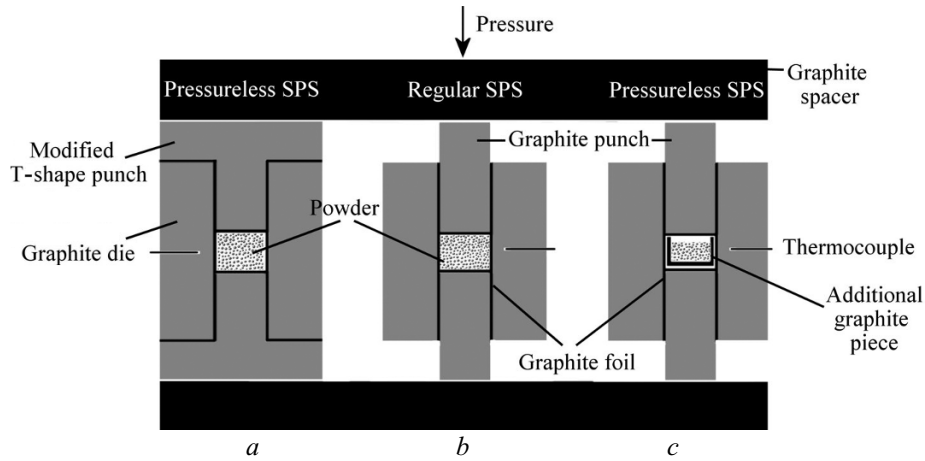 Pressure
Pressureless SPS
Regular SPS
Pressureless SPS
Graphite
spacer
Modified
T-shape punch
Graphite punch
Powder
Graphite die
Thermocouple
Additional
graphite
piece
Graphite foil
a
b
c